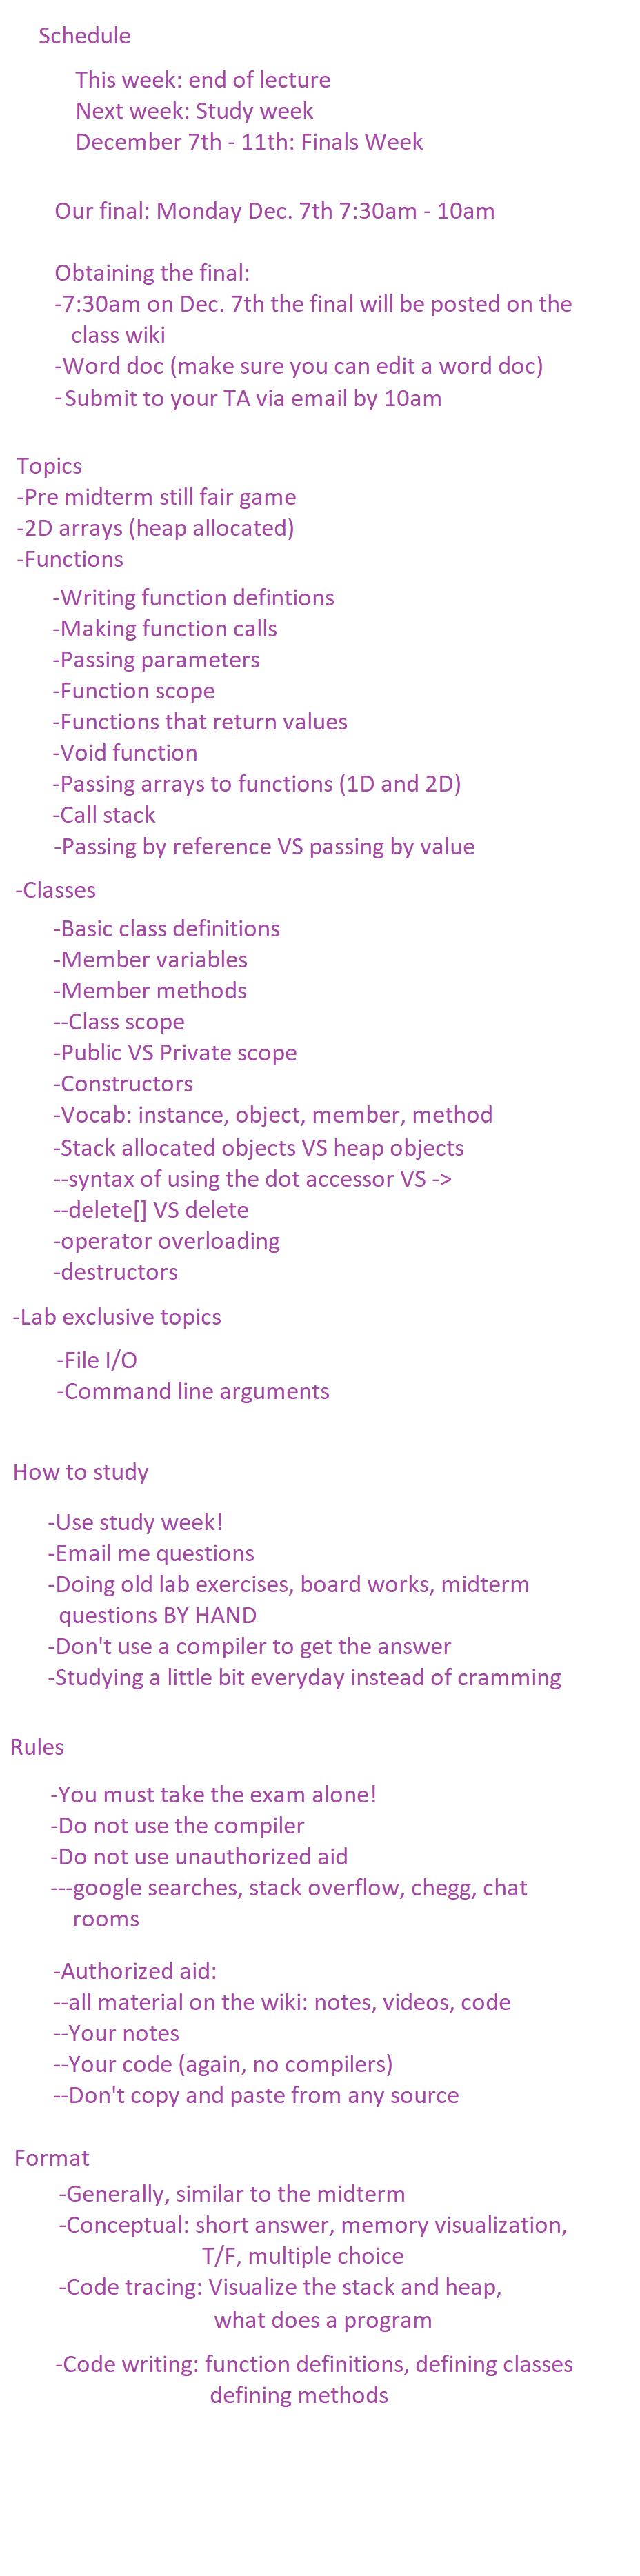 Schedule
This week: end of lecture
Next week: Study week
December 7th - 11th: Finals Week
Our final: Monday Dec. 7th 7:30am - 10am
Obtaining the final:
-7:30am on Dec. 7th the final will be posted on the
class wiki
-Word doc (make sure you can edit a word doc)
-Submit to your TA via email by 10am
Topics
-Pre midterm still fair game
-2D arrays (heap allocated)
-Functions
-Writing function defintions
-Making function calls
-Passing parameters
-Function scope
-Functions that return values
-Void function
-Passing arrays to functions (1D and 2D)
-Call stack
-Passing by reference VS passing by value
-Classes
-Basic class definitions
-Member variables
-Member methods
--Class scope
-Public VS Private scope
-Constructors
-Vocab: instance, object, member, method
-Stack allocated objects VS heap objects
--syntax of using the dot accessor VS ->
--delete[] VS delete
-operator overloading
-destructors
-Lab exclusive topics
-File I/O
-Command line arguments
How to study
-Use study week!
-Email me questions
-Doing old lab exercises, board works, midterm
questions BY HAND
-Don't use a compiler to get the answer
-Studying a little bit everyday instead of cramming
Rules
-You must take the exam alone!
-Do not use the compiler
-Do not use unauthorized aid
---google searches, stack overflow, chegg, chat
rooms
-Authorized aid:
--all material on the wiki: notes, videos, code
--Your notes
--Your code (again, no compilers)
--Don't copy and paste from any source
Format
-Generally, similar to the midterm
-Conceptual: short answer, memory visualization,
T/F, multiple choice
-Code tracing: Visualize the stack and heap,
what does a program
-Code writing: function definitions, defining classes
defining methods